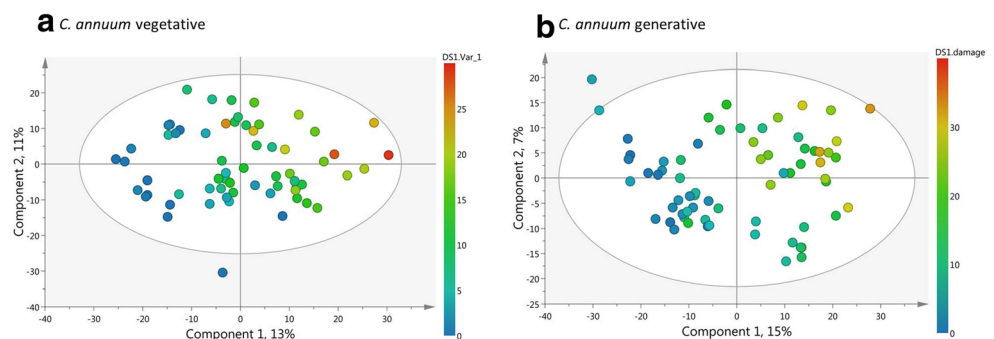 a C. annuum vegetative
DS1.Var_1
25
20
15
10
5
0
20
10
0
-10
-20
-30
-40
-40 -30 -20 -10 0 10 20 30
Component 2, 11%
Component 1, 13%
b C. annuum generative
DS1.damage
30
20
10
0
20
15
10
5
0
-5
-10
-15
-20
-25
-40 -30 -20 -10 0 10 20 30
Component 2, 7%
Component 1, 15%